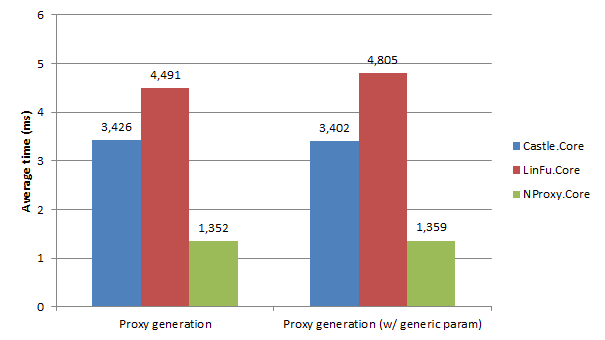 6
5
4
3
2
1
0
Average time (ms)
3,426
4,491
1,352
3,402
4,805
1,359
Proxy generation
Proxy generation (w/ generic param)
Castle.Core
LinFu.Core
NProxy.Core